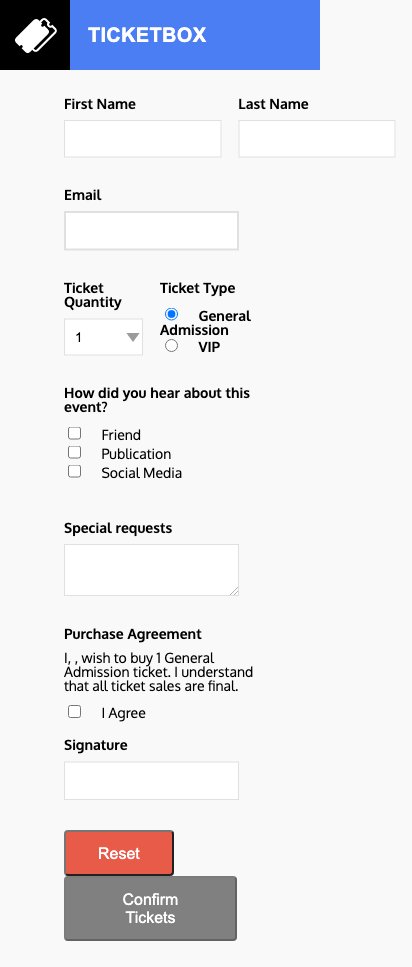 TICKETBOX
First Name
Last Name
Email
Ticket
Quantity
Ticket Type
1
General
Admission
VIP
How did you hear about this
event?
Friend
Publication
Social Media
Special requests
Purchase Agreement
I, , wish to buy 1 General
Admission ticket. I understand
that all ticket sales are final.
I Agree
Signature
Reset
Confirm
Tickets